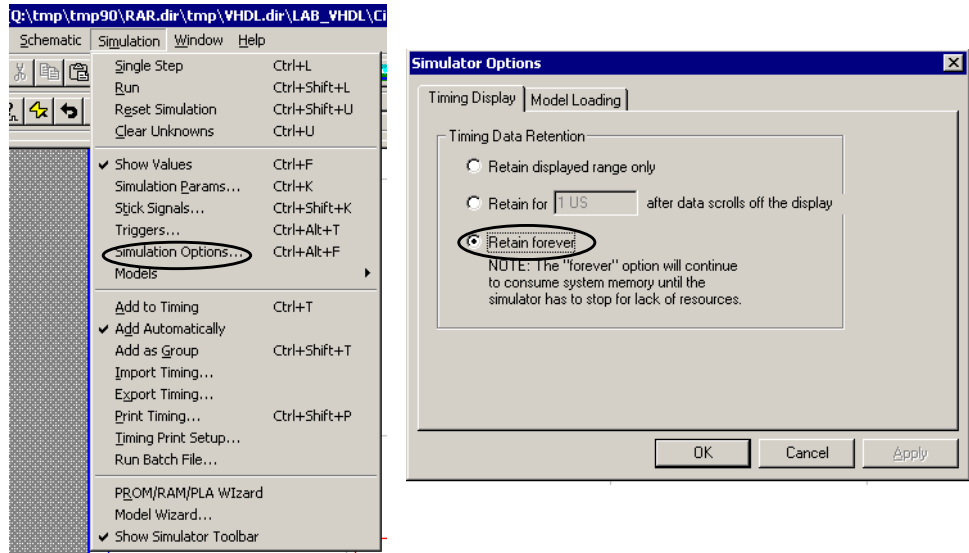 Q:\tmp\tmp90\RAR.dir\tmp\VHDL.dir\LAB_VHDL\Ci
Schematic Simulation Window Help
Single Step Ctrl+L
Run Ctrl+Shift+L
Reset Simulation Ctrl+Shift+U
Clear Unknowns Ctrl+U
Show Values Ctrl+F
Simulation Params... Ctrl+K
Stick Signals... Ctrl+Shift+K
Triggers... Ctrl+Alt+T
Simulation Options... Ctrl+Alt+F
Models
Add to Timing Ctrl+T
Add Automatically
Add as Group Ctrl+Shift+T
Import Timing...
Export Timing...
Print Timing... Ctrl+Shift+P
Timing Print Setup...
Run Batch File...
PROM/RAM/PLA WIzard
Model Wizard...
Show Simulator Toolbar
Simulator Options
Timing Display Model Loading
Timing Data Retention
Retain displayed range only
Retain for 1 US after data scrolls off the display
Retain forever
NOTE: The "forever" option will continue
to consume system memory until the
simulator has to stop for lack of resources.
OK Cancel Apply